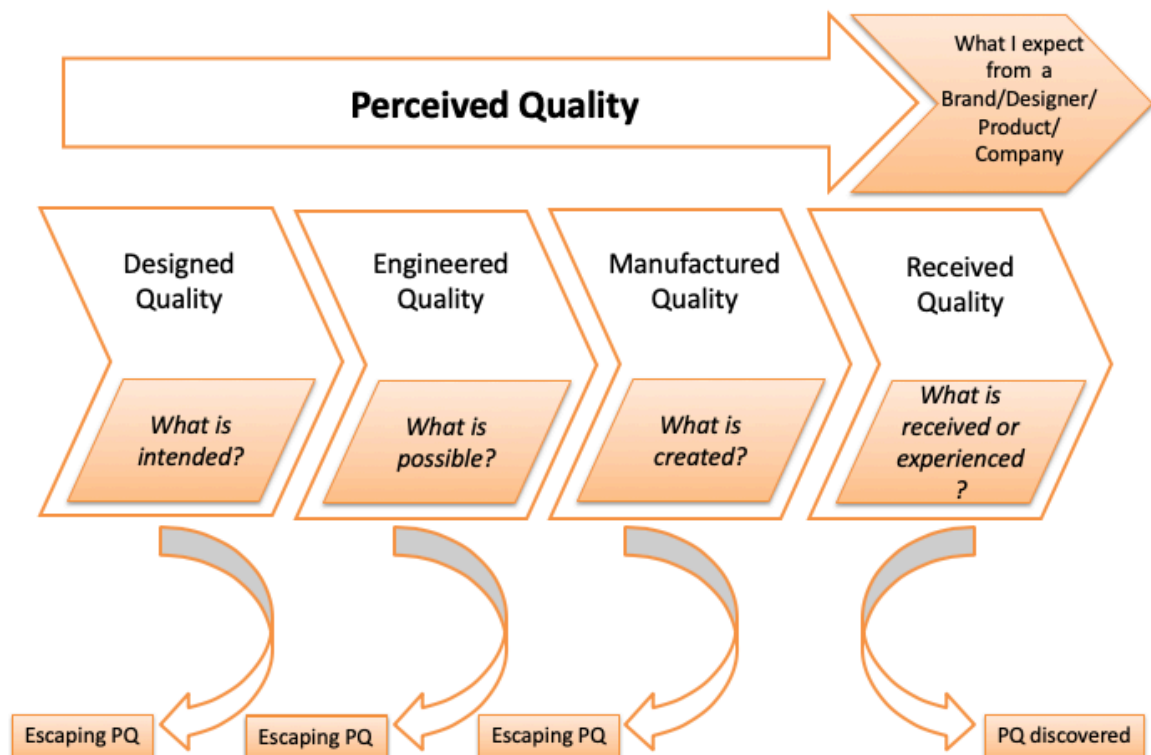 What I expect
from a
Brand/Designer/
Product/
Company
Perceived Quality
Designed
Quality
Engineered
Quality
Manufactured
Quality
Received
Quality
What is
intended?
What is
possible?
What is
created?
What is
received or
experienced
?
Escaping PQ
Escaping PQ
Escaping PQ
PQ discovered